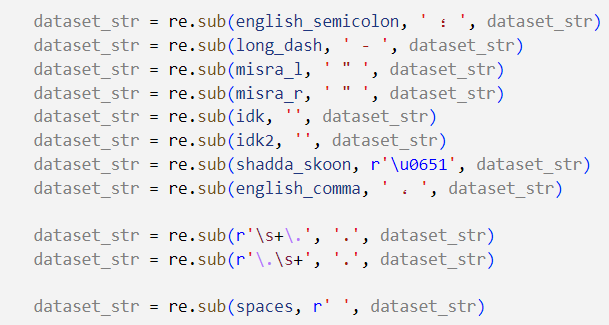 dataset_str = re.sub(english_semicolon, ' ؛ ', dataset_str)
dataset_str = re.sub(long_dash, ' - ', dataset_str)
dataset_str = re.sub(misra_l, ' " ', dataset_str)
dataset_str = re.sub(misra_r, ' " ', dataset_str)
dataset_str = re.sub(idk, '', dataset_str)
dataset_str = re.sub(idk2, '', dataset_str)
dataset_str = re.sub(shadda_skoon, r'\u0651', dataset_str)
dataset_str = re.sub(english_comma, ' ، ', dataset_str)
dataset_str = re.sub(r'\s+\.', '.', dataset_str)
dataset_str = re.sub(r'\.\s+', '.', dataset_str)
dataset_str = re.sub(spaces, r' ', dataset_str)